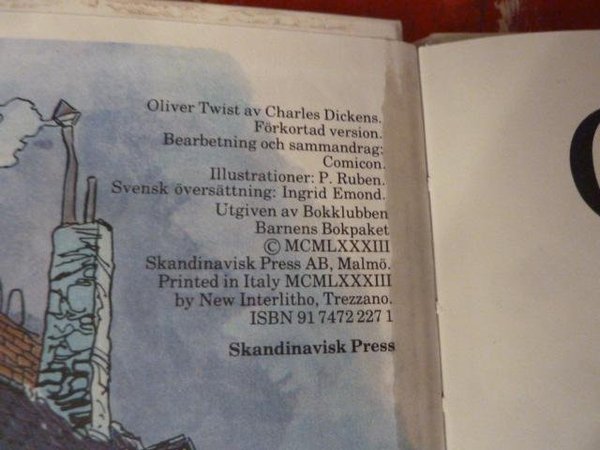 Oliver Twist av Charles Dickens.
Förkortad version.
Bearbetning och sammandrag:
Comicon.
Illustrationer: P. Ruben.
Svensk översättning: Ingrid Emond.
Utgiven av Bokklubben
Barnens Bokpaket
© MCMLXXXIII
Skandinavisk Press AB, Malmö.
Printed in Italy MCMLXXXIII
by New Interlitho, Trezzano.
ISBN 91 7472 227 1
Skandinavisk Press